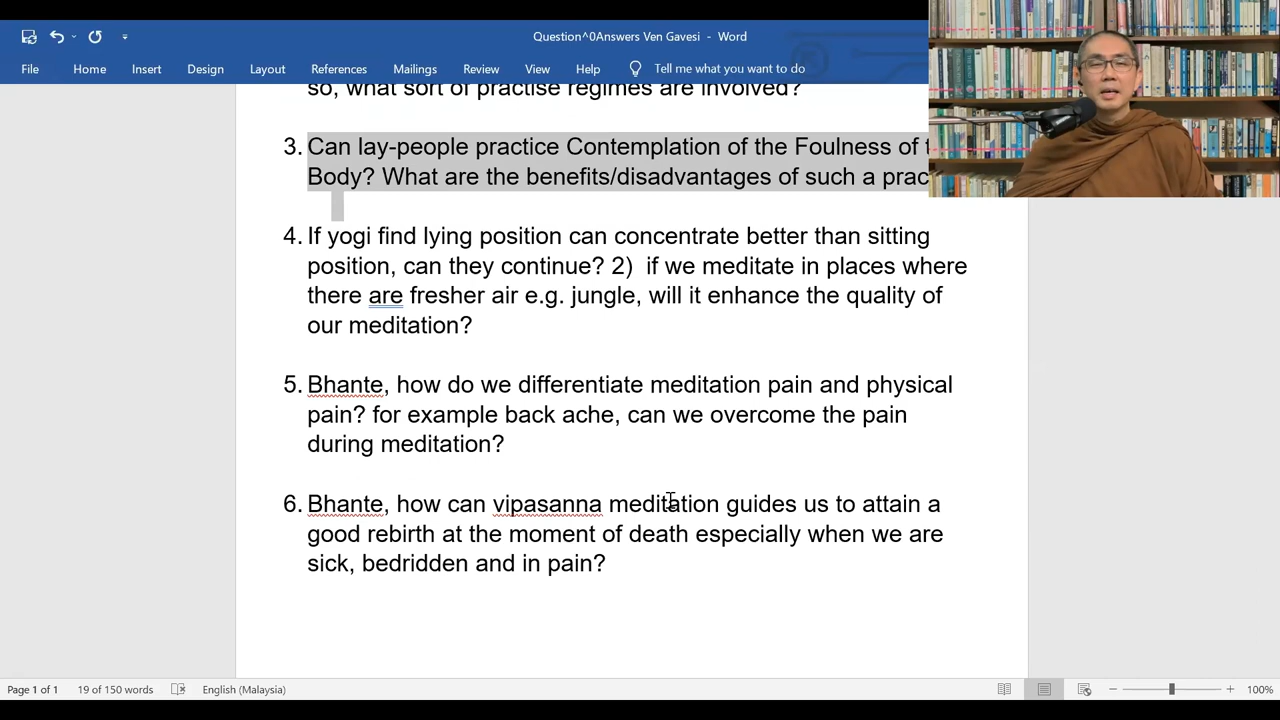 Question^0Answers Ven Gavesi - Word
File Home Insert Design Layout References Mailings Review View Help Tell me what you want to do
so, what sort of practise regimes are involved?
3. Can lay-people practice Contemplation of the Foulness of
Body? What are the benefits/disadvantages of such a
4. If yogi find lying position can concentrate better than sitting
position, can they continue? 2) if we meditate in places where
there are fresher air e.g. jungle, will it enhance the quality of
our meditation?
5. Bhante, how do we differentiate meditation pain and physical
pain? for example back ache, can we overcome the pain
during meditation?
6. Bhante, how can vipasanna meditation guides us to attain a
good rebirth at the moment of death especially when we are
sick, bedridden and in pain?
Page 1 of 1 19 of 150 words English (Malaysia) 100%